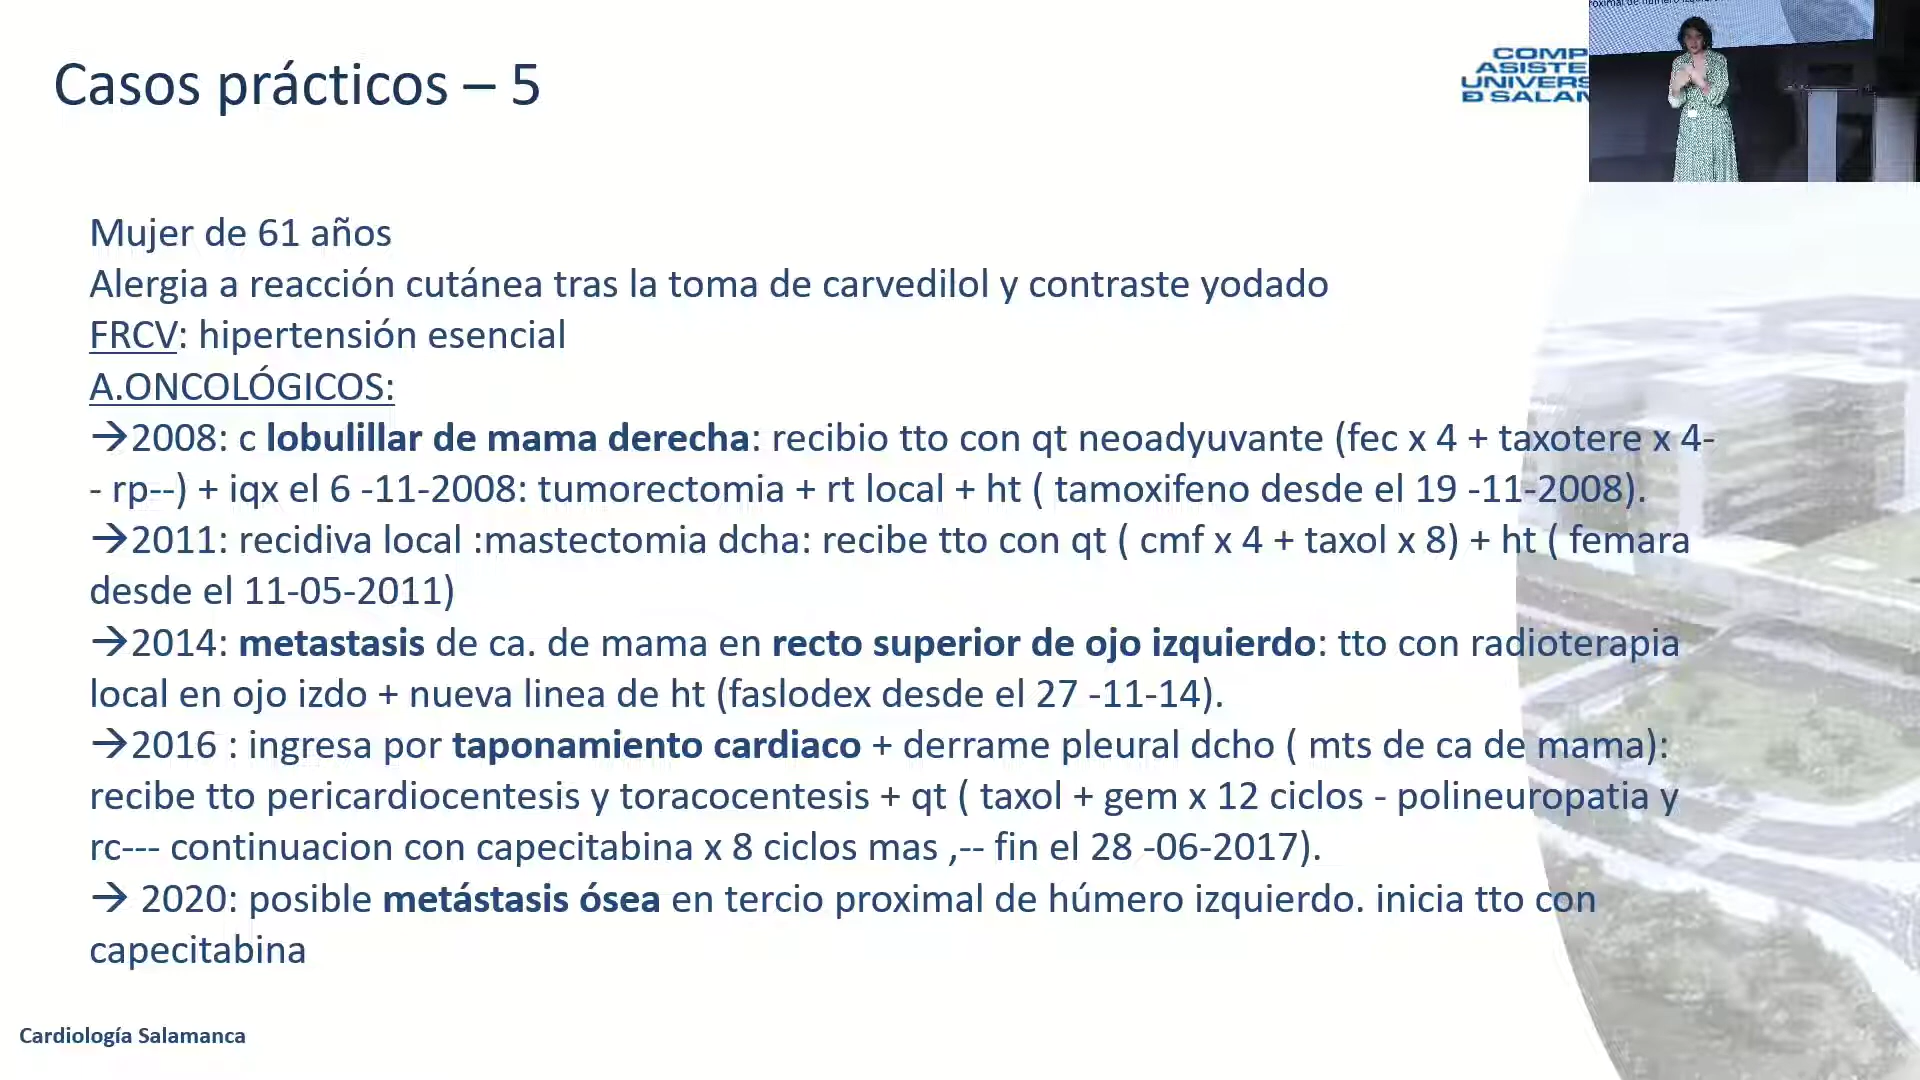 Casos prácticos – 5
COMP
ASISTE
UNIVERS
D SALAN
Mujer de 61 años
Alergia a reacción cutánea tras la toma de carvedilol y contraste yodado
FRCV: hipertensión esencial
A.ONCOLÓGICOS:
→2008: c lobulillar de mama derecha: recibio tto con qt neoadyuvante (fec x 4 + taxotere x 4-
- rp--) + iqx el 6 -11-2008: tumorectomia + rt local + ht ( tamoxifeno desde el 19 -11-2008).
→2011: recidiva local :mastectomia dcha: recibe tto con qt ( cmf x 4 + taxol x 8) + ht ( femara
desde el 11-05-2011)
→2014: metastasis de ca. de mama en recto superior de ojo izquierdo: tto con radioterapia
local en ojo izdo + nueva linea de ht (faslodex desde el 27 -11-14).
→2016 : ingresa por taponamiento cardiaco + derrame pleural dcho ( mts de ca de mama):
recibe tto pericardiocentesis y toracocentesis + qt ( taxol + gem x 12 ciclos - polineuropatia y
rc--- continuacion con capecitabina x 8 ciclos mas ,-- fin el 28 -06-2017).
→ 2020: posible metástasis ósea en tercio proximal de húmero izquierdo. inicia tto con
capecitabina
Cardiología Salamanca